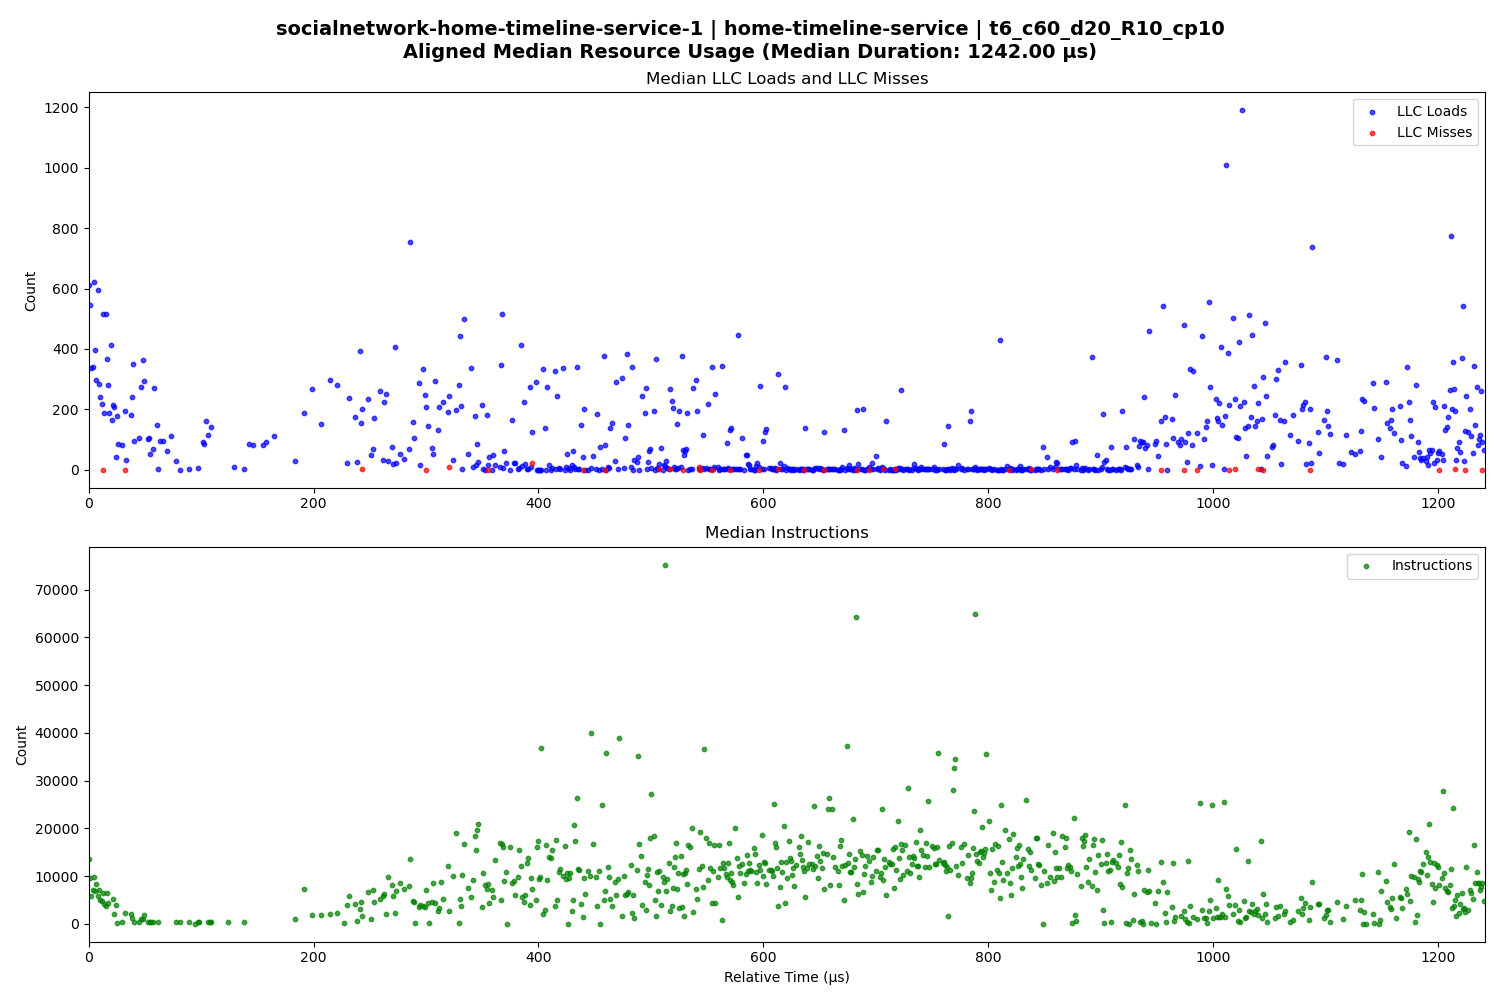 socialnetwork-home-timeline-service-1 | home-timeline-service | t6_c60_d20_R10_cp10
Aligned Median Resource Usage (Median Duration: 1242.00 µs)
Median LLC Loads and LLC Misses
1200
1000
800
600
400
200
0
Count
LLC Loads
LLC Misses
0 200 400 600 800 1000 1200
Median Instructions
70000
60000
50000
40000
30000
20000
10000
0
Count
Instructions
0 200 400 600 800 1000 1200
Relative Time (µs)